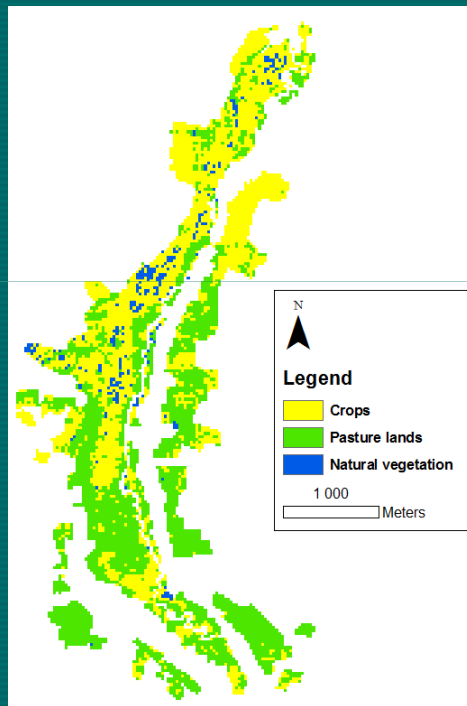 N
Legend
Crops
Pasture lands
Natural vegetation
1 000
Meters